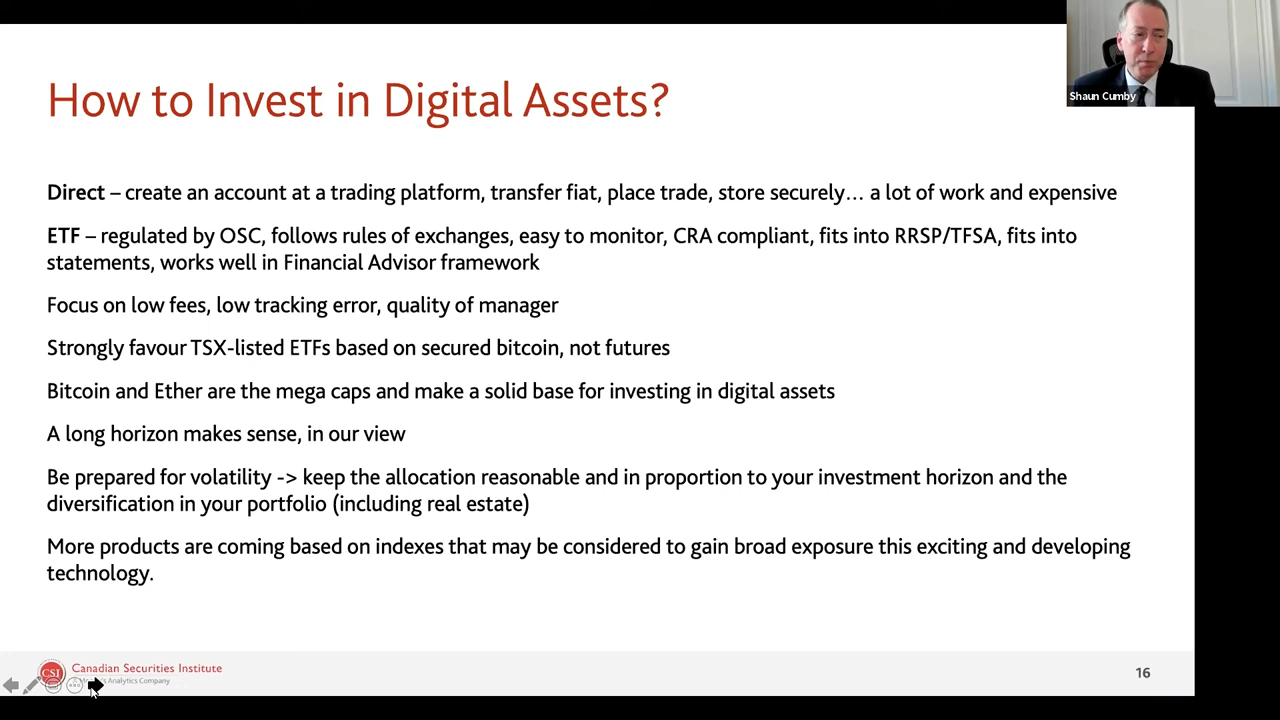 Shaun Cumby
How to Invest in Digital Assets?
Direct – create an account at a trading platform, transfer fiat, place trade, store securely… a lot of work and expensive
ETF – regulated by OSC, follows rules of exchanges, easy to monitor, CRA compliant, fits into RRSP/TFSA, fits into
statements, works well in Financial Advisor framework
Focus on low fees, low tracking error, quality of manager
Strongly favour TSX-listed ETFs based on secured bitcoin, not futures
Bitcoin and Ether are the mega caps and make a solid base for investing in digital assets
A long horizon makes sense, in our view
Be prepared for volatility -> keep the allocation reasonable and in proportion to your investment horizon and the
diversification in your portfolio (including real estate)
More products are coming based on indexes that may be considered to gain broad exposure this exciting and developing
technology.
CSI
Canadian Securities Institute
Analytics Company
16